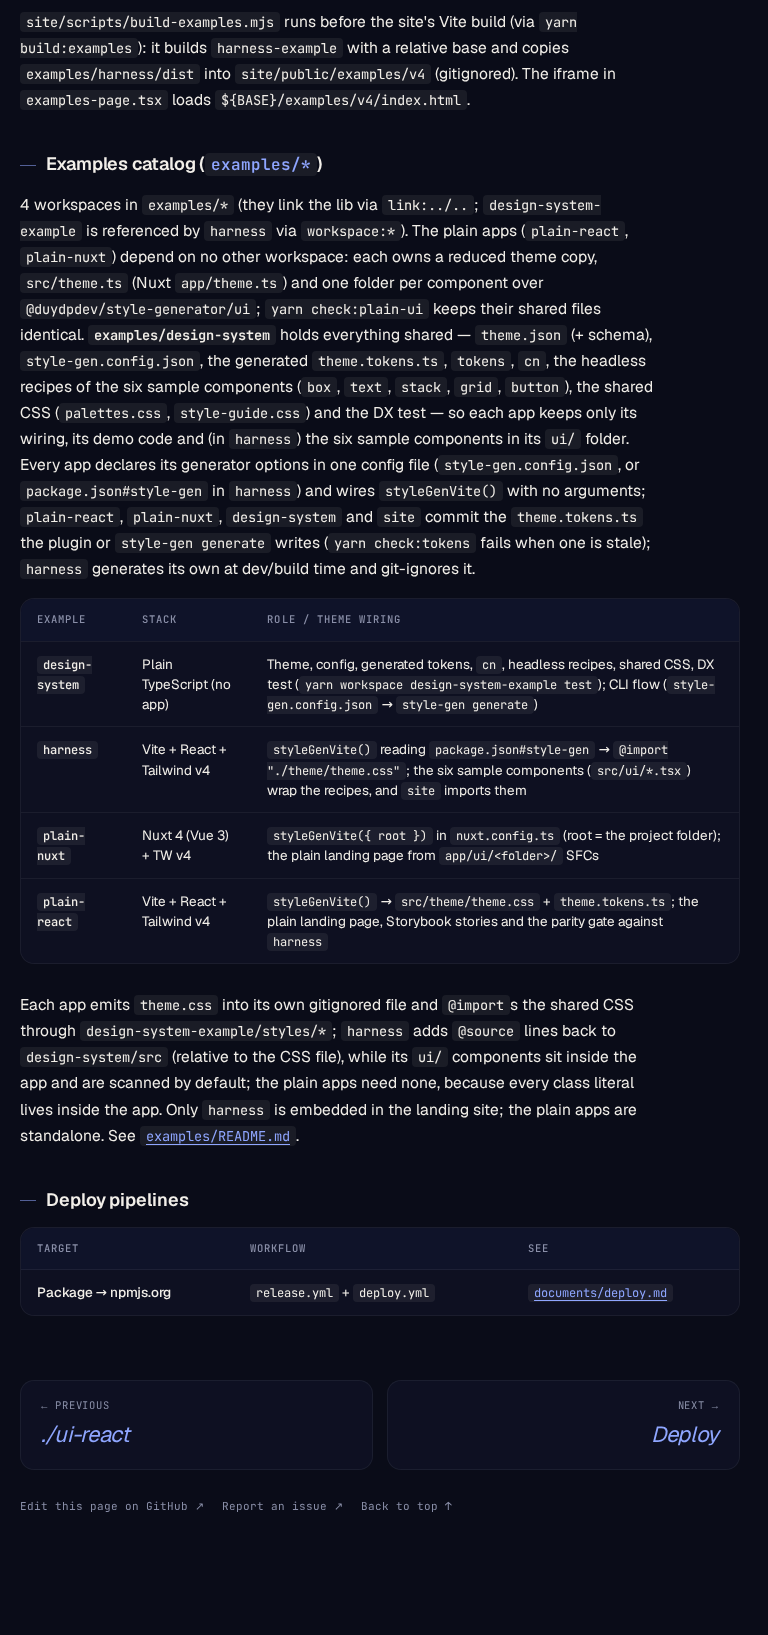 site/scripts/build-examples.mjs runs before the site's Vite build (via yarn
build:examples): it builds harness-example with a relative base and copies
examples/harness/dist into site/public/examples/v4 (gitignored). The iframe in
examples-page.tsx loads ${BASE}/examples/v4/index.html.
— Examples catalog (examples/*)
4 workspaces in examples/* (they link the lib via link:../..; design-system-
example is referenced by harness via workspace:*). The plain apps (plain-react,
plain-nuxt) depend on no other workspace: each owns a reduced theme copy,
src/theme.ts (Nuxt app/theme.ts) and one folder per component over
@duydpdev/style-generator/ui; yarn check:plain-ui keeps their shared files
identical. examples/design-system holds everything shared — theme.json (+ schema),
style-gen.config.json, the generated theme.tokens.ts, tokens, cn, the headless
recipes of the six sample components (box, text, stack, grid, button), the shared
CSS (palettes.css, style-guide.css) and the DX test — so each app keeps only its
wiring, its demo code and (in harness) the six sample components in its ui/ folder.
Every app declares its generator options in one config file (style-gen.config.json, or
package.json#style-gen in harness) and wires styleGenVite() with no arguments;
plain-react, plain-nuxt, design-system and site commit the theme.tokens.ts
the plugin or style-gen generate writes (yarn check:tokens fails when one is stale);
harness generates its own at dev/build time and git-ignores it.
EXAMPLE STACK ROLE / THEME WIRING
design-
system
Plain
TypeScript (no
app)
Theme, config, generated tokens, cn, headless recipes, shared CSS, DX
test (yarn workspace design-system-example test); CLI flow (style-
gen.config.json → style-gen generate)
harness
Vite + React +
Tailwind v4
styleGenVite() reading package.json#style-gen → @import
"./theme/theme.css"; the six sample components (src/ui/*.tsx)
wrap the recipes, and site imports them
plain-
nuxt
Nuxt 4 (Vue 3)
+ TW v4
styleGenVite({ root }) in nuxt.config.ts (root = the project folder);
the plain landing page from app/ui/<folder>/ SFCs
plain-
react
Vite + React +
Tailwind v4
styleGenVite() → src/theme/theme.css + theme.tokens.ts; the
plain landing page, Storybook stories and the parity gate against
harness
Each app emits theme.css into its own gitignored file and @imports the shared CSS
through design-system-example/styles/*; harness adds @source lines back to
design-system/src (relative to the CSS file), while its ui/ components sit inside the
app and are scanned by default; the plain apps need none, because every class literal
lives inside the app. Only harness is embedded in the landing site; the plain apps are
standalone. See examples/README.md.
— Deploy pipelines
TARGET WORKFLOW SEE
Package → npmjs.org release.yml + deploy.yml documents/deploy.md
← PREVIOUS
./ui-react
NEXT →
Deploy
Edit this page on GitHub ↗ Report an issue ↗ Back to top ↑